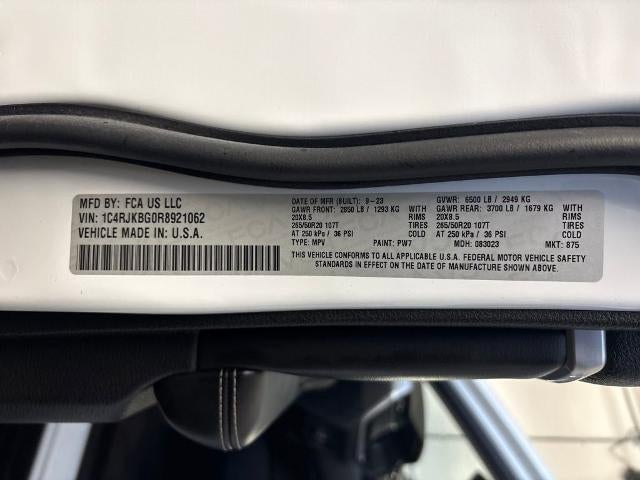 MFD BY: FCA US LLC
VIN: 1C4RJKBG0R8921062
VEHICLE MADE IN: U.S.A.
DATE OF MFR (BUILT): 9-23 GVWR: 6500 LB / 2949 KG
GAWR FRONT: 2850 LB / 1293 KG WITH GAWR REAR: 3700 LB / 1679 KG WITH
20X8.5 RIMS 20X8.5 RIMS
265/50R20 107T TIRES 265/50R20 107T TIRES
AT 250 kPa / 36 PSI COLD AT 250 kPa / 36 PSI COLD
TYPE: MPV PAINT: PW7 MDH: 083023 MKT: 875
THIS VEHICLE CONFORMS TO ALL APPLICABLE U.S.A. FEDERAL MOTOR VEHICLE SAFETY
STANDARDS IN EFFECT ON THE DATE OF MANUFACTURE SHOWN ABOVE.